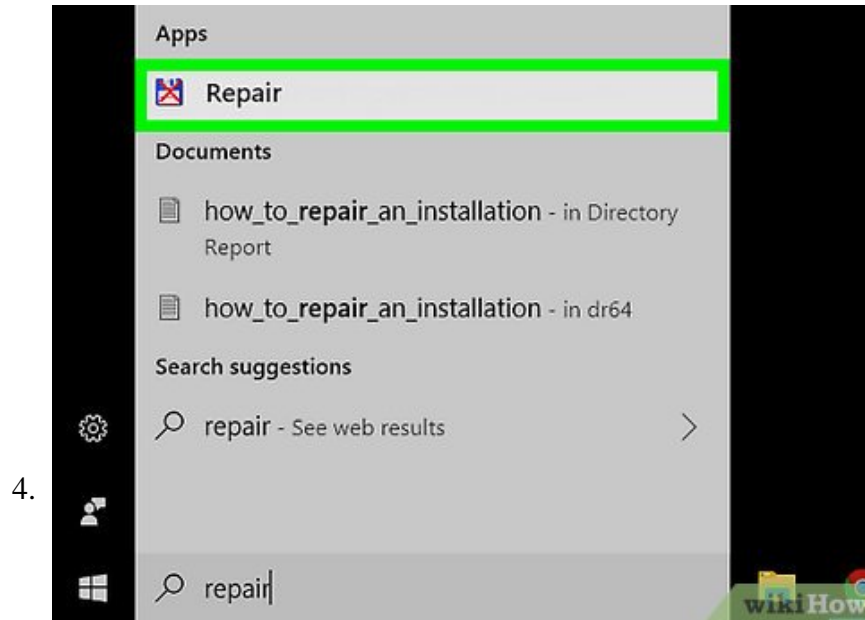 Apps
Repair
Documents
how_to_repair_an_installation - in Directory
Report
how_to_repair_an_installation - in dr64
Search suggestions
repair - See web results
4.
repair
wikiHow